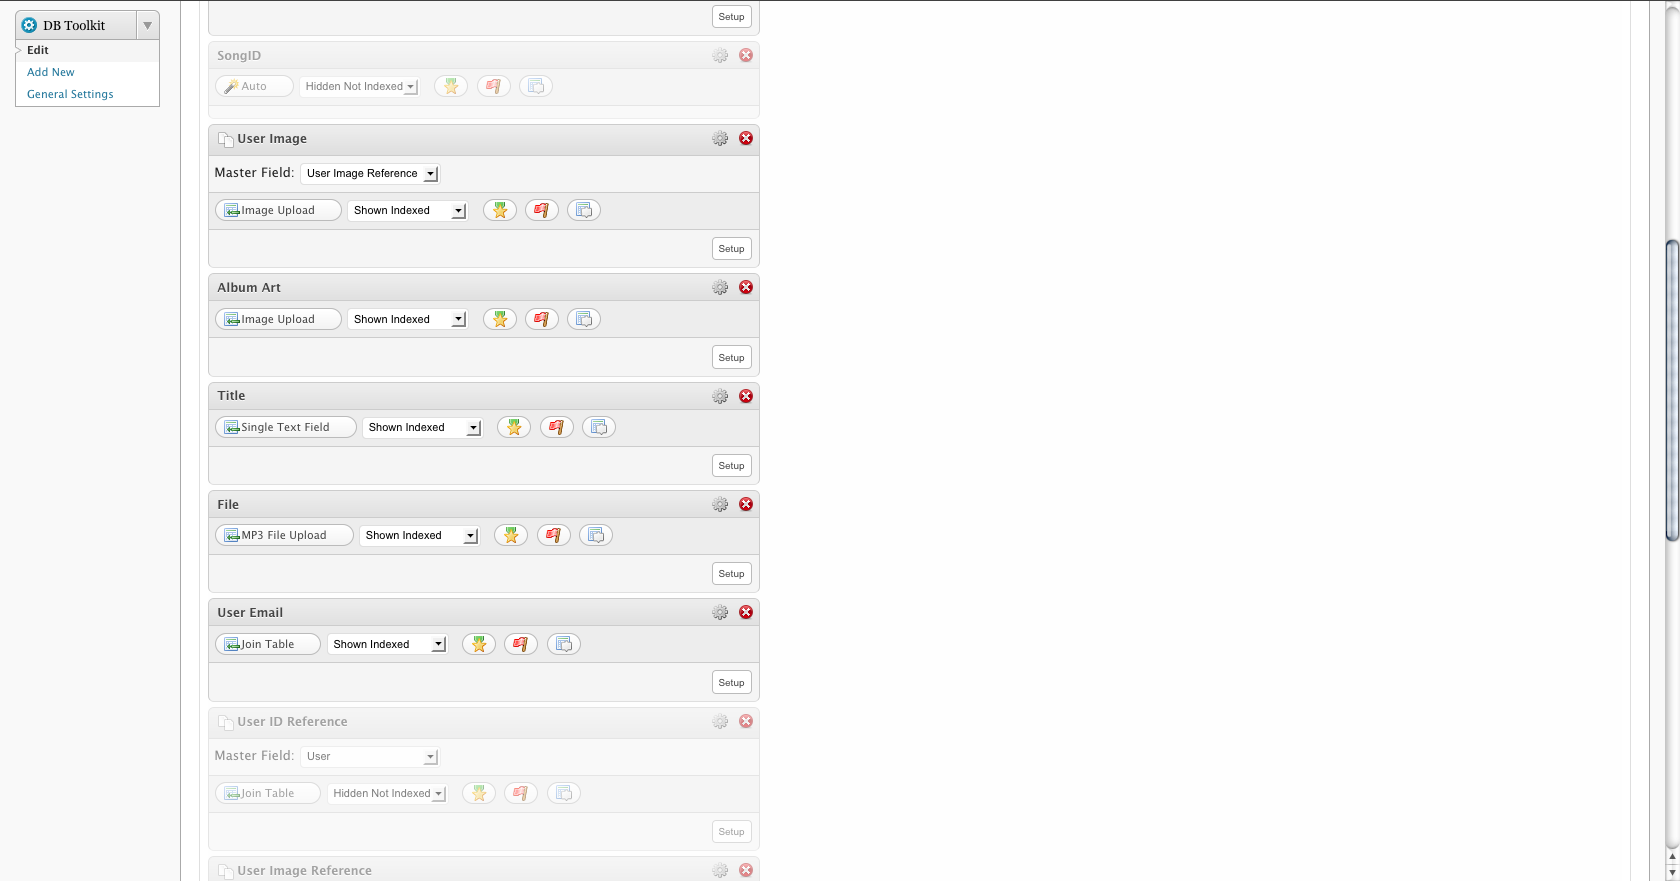 DB Toolkit
Edit
Add New
General Settings
Setup
SongID
Auto
Hidden Not Indexed
User Image
Master Field: User Image Reference
Image Upload
Shown Indexed
Setup
Album Art
Image Upload
Shown Indexed
Setup
Title
Single Text Field
Shown Indexed
Setup
File
MP3 File Upload
Shown Indexed
Setup
User Email
Join Table
Shown Indexed
Setup
User ID Reference
Master Field: User
Join Table
Hidden Not Indexed
Setup
User Image Reference